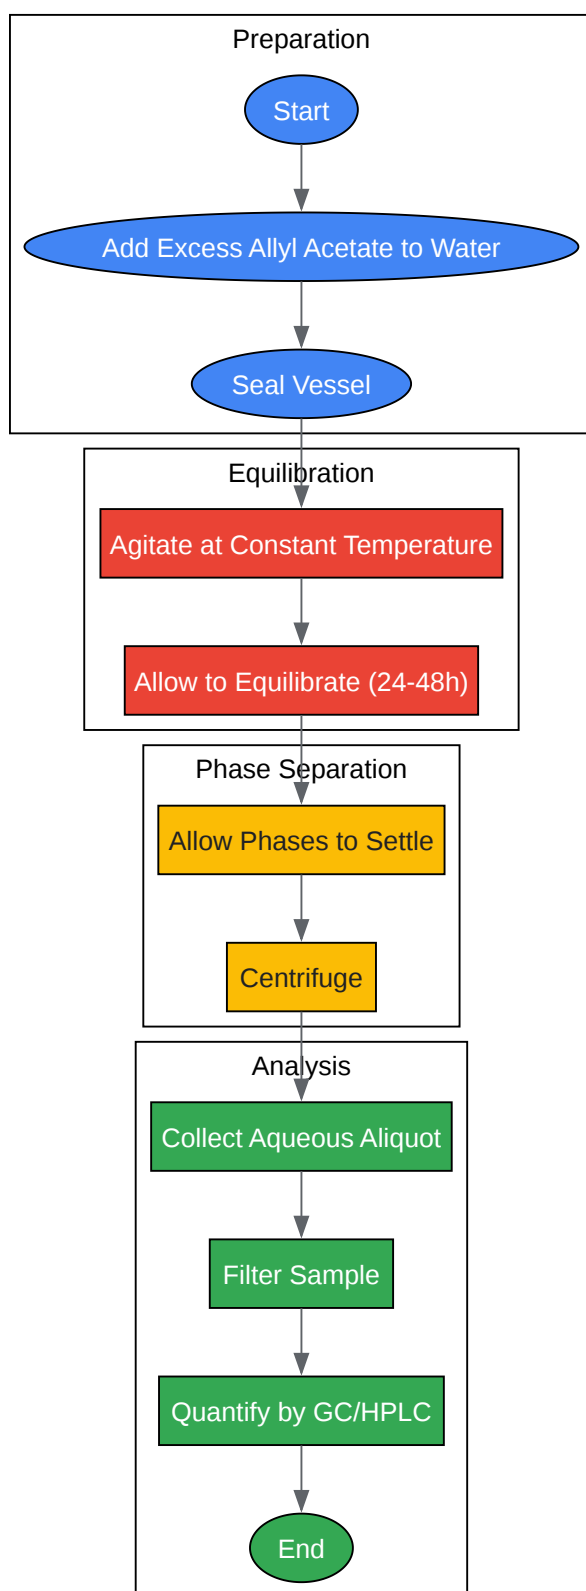 Preparation
Start
Add Excess Allyl Acetate to Water
Seal Vessel
Equilibration
Agitate at Constant Temperature
Allow to Equilibrate (24-48h)
Phase Separation
Allow Phases to Settle
Centrifuge
Analysis
Collect Aqueous Aliquot
Filter Sample
Quantify by GC/HPLC
End